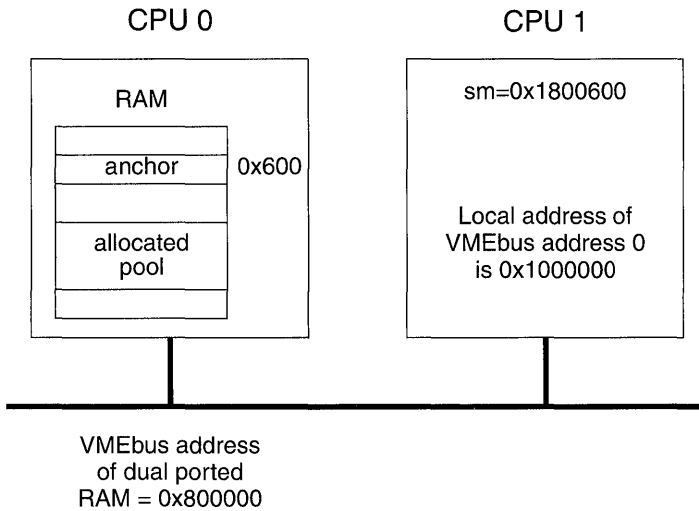 CPU 0
RAM
anchor
0x600
allocated
pool
CPU 1
sm=0x1800600
Local address of
VMEbus address 0
is 0x1000000
VMEbus address
of dual ported
RAM = 0x800000